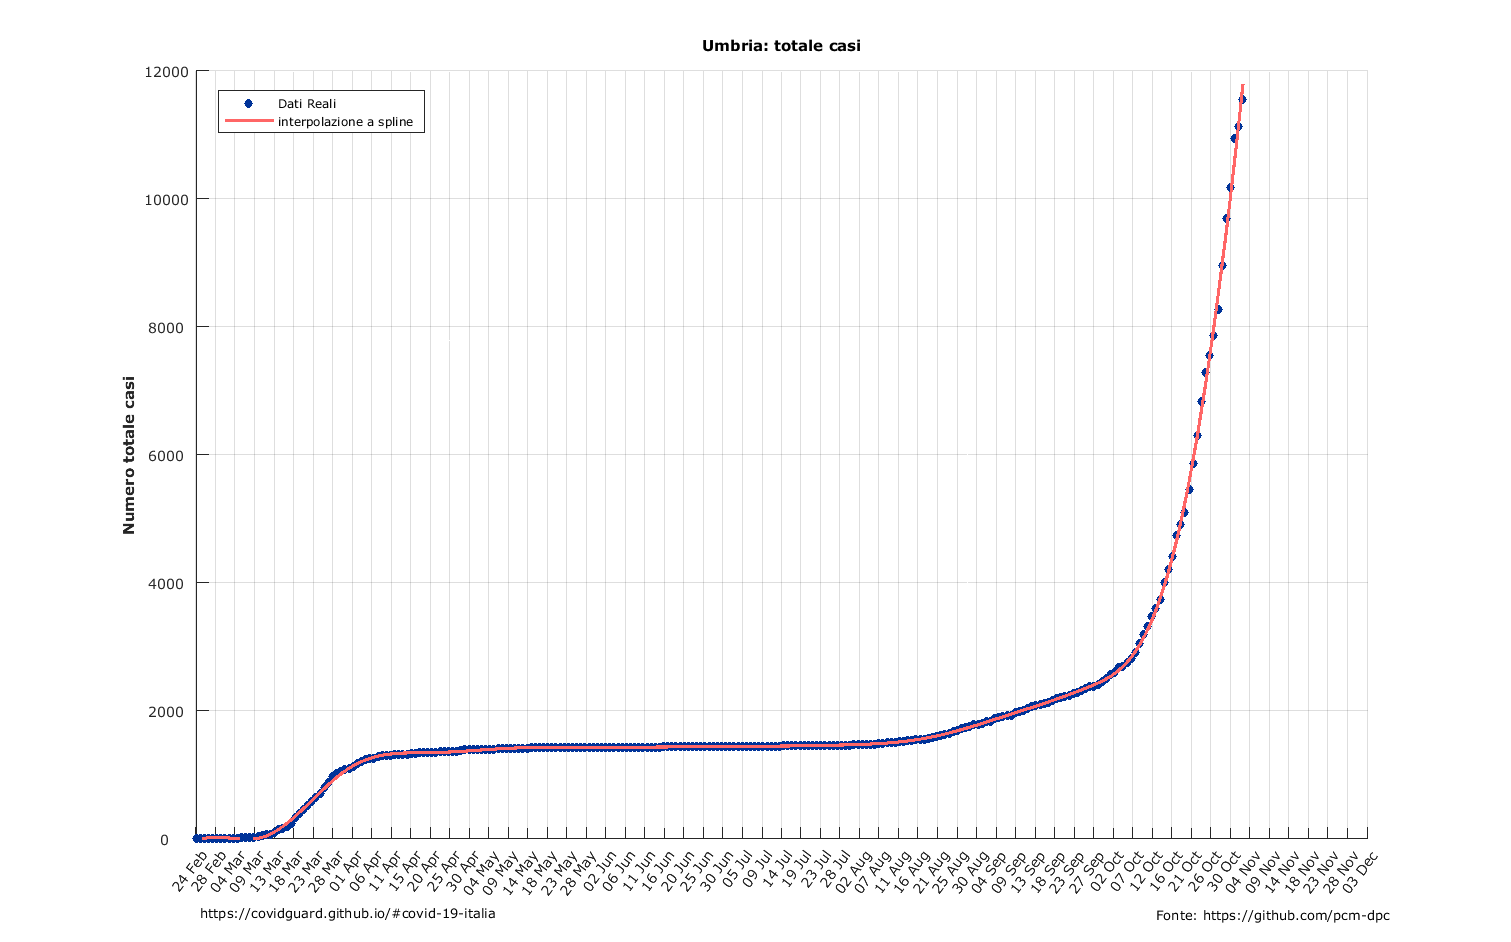 Umbria: totale casi
12000
10000
8000
6000
4000
2000
0
Numero totale casi
Dati Reali
interpolazione a spline
24 Feb
28 Feb
04 Mar
09 Mar
13 Mar
18 Mar
23 Mar
28 Mar
01 Apr
06 Apr
11 Apr
15 Apr
20 Apr
25 Apr
30 Apr
04 May
09 May
14 May
18 May
23 May
28 May
02 Jun
06 Jun
11 Jun
16 Jun
20 Jun
25 Jun
30 Jun
05 Jul
09 Jul
14 Jul
19 Jul
23 Jul
28 Jul
02 Aug
07 Aug
11 Aug
16 Aug
21 Aug
25 Aug
30 Aug
04 Sep
09 Sep
13 Sep
18 Sep
23 Sep
27 Sep
02 Oct
07 Oct
12 Oct
16 Oct
21 Oct
26 Oct
30 Oct
04 Nov
09 Nov
14 Nov
18 Nov
23 Nov
28 Nov
03 Dec
https://covidguard.github.io/#covid-19-italia
Fonte: https://github.com/pcm-dpc